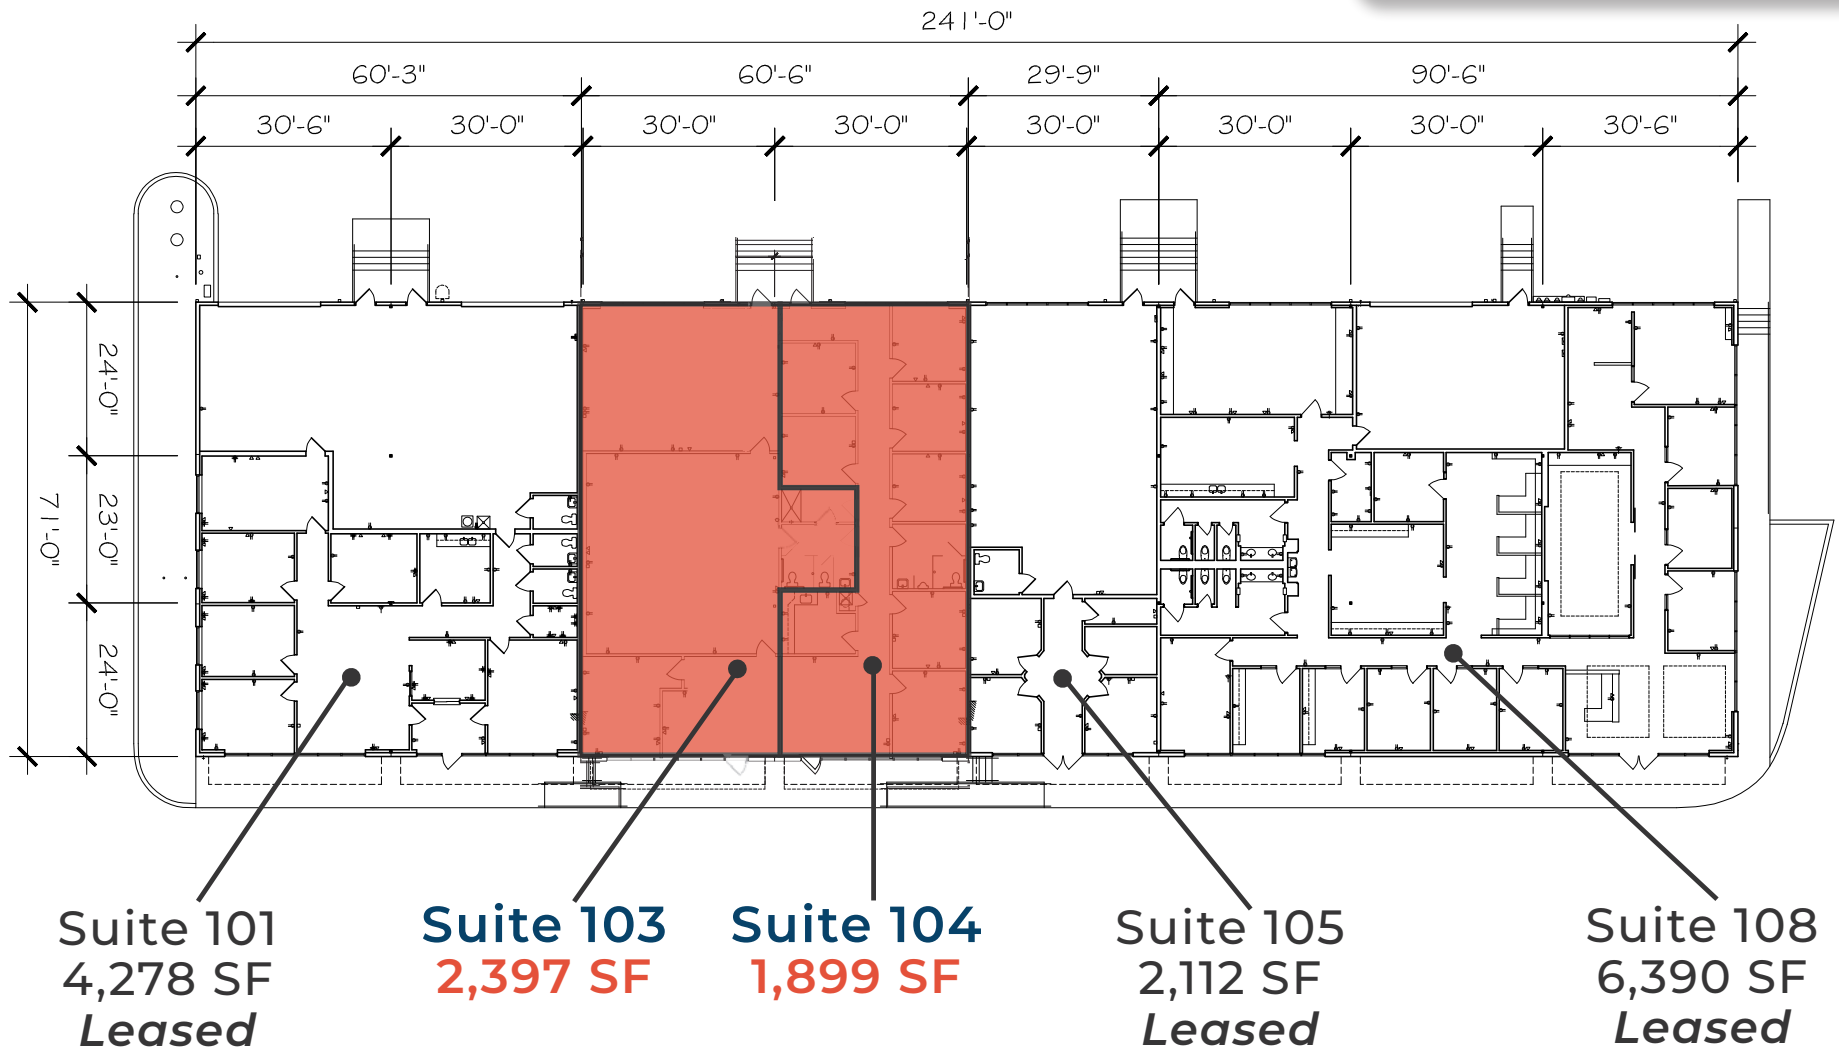 241'-0"
60'-3"
60'-6"
29'-9"
90'-6"
30'-6"
30'-0"
30'-0"
30'-0"
30'-0"
30'-0"
30'-0"
30'-6"
24'-0"
71'-0"
23'-0"
24'-0"
Suite 101
4,278 SF
Leased
Suite 103
2,397 SF
Suite 104
1,899 SF
Suite 105
2,112 SF
Leased
Suite 108
6,390 SF
Leased